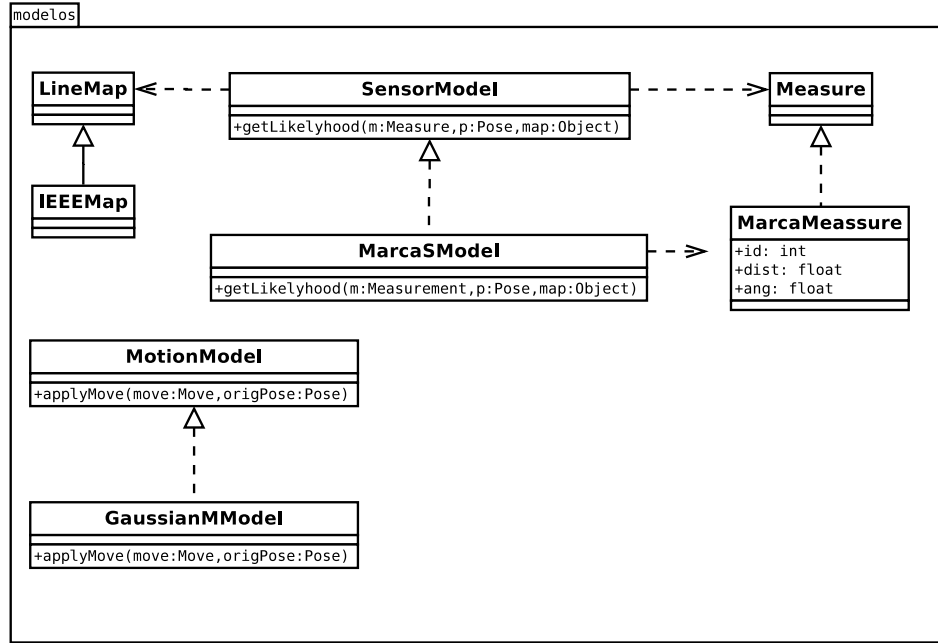 modelos
LineMap
SensorModel
+getLikelyhood(m:Measure,p:Pose,map:Object)
Measure
IEEEMap
MarcaSModel
+getLikelyhood(m:Measurement,p:Pose,map:Object)
MarcaMeassure
+id: int
+dist: float
+ang: float
MotionModel
+applyMove(move:Move,origPose:Pose)
GaussianMModel
+applyMove(move:Move,origPose:Pose)